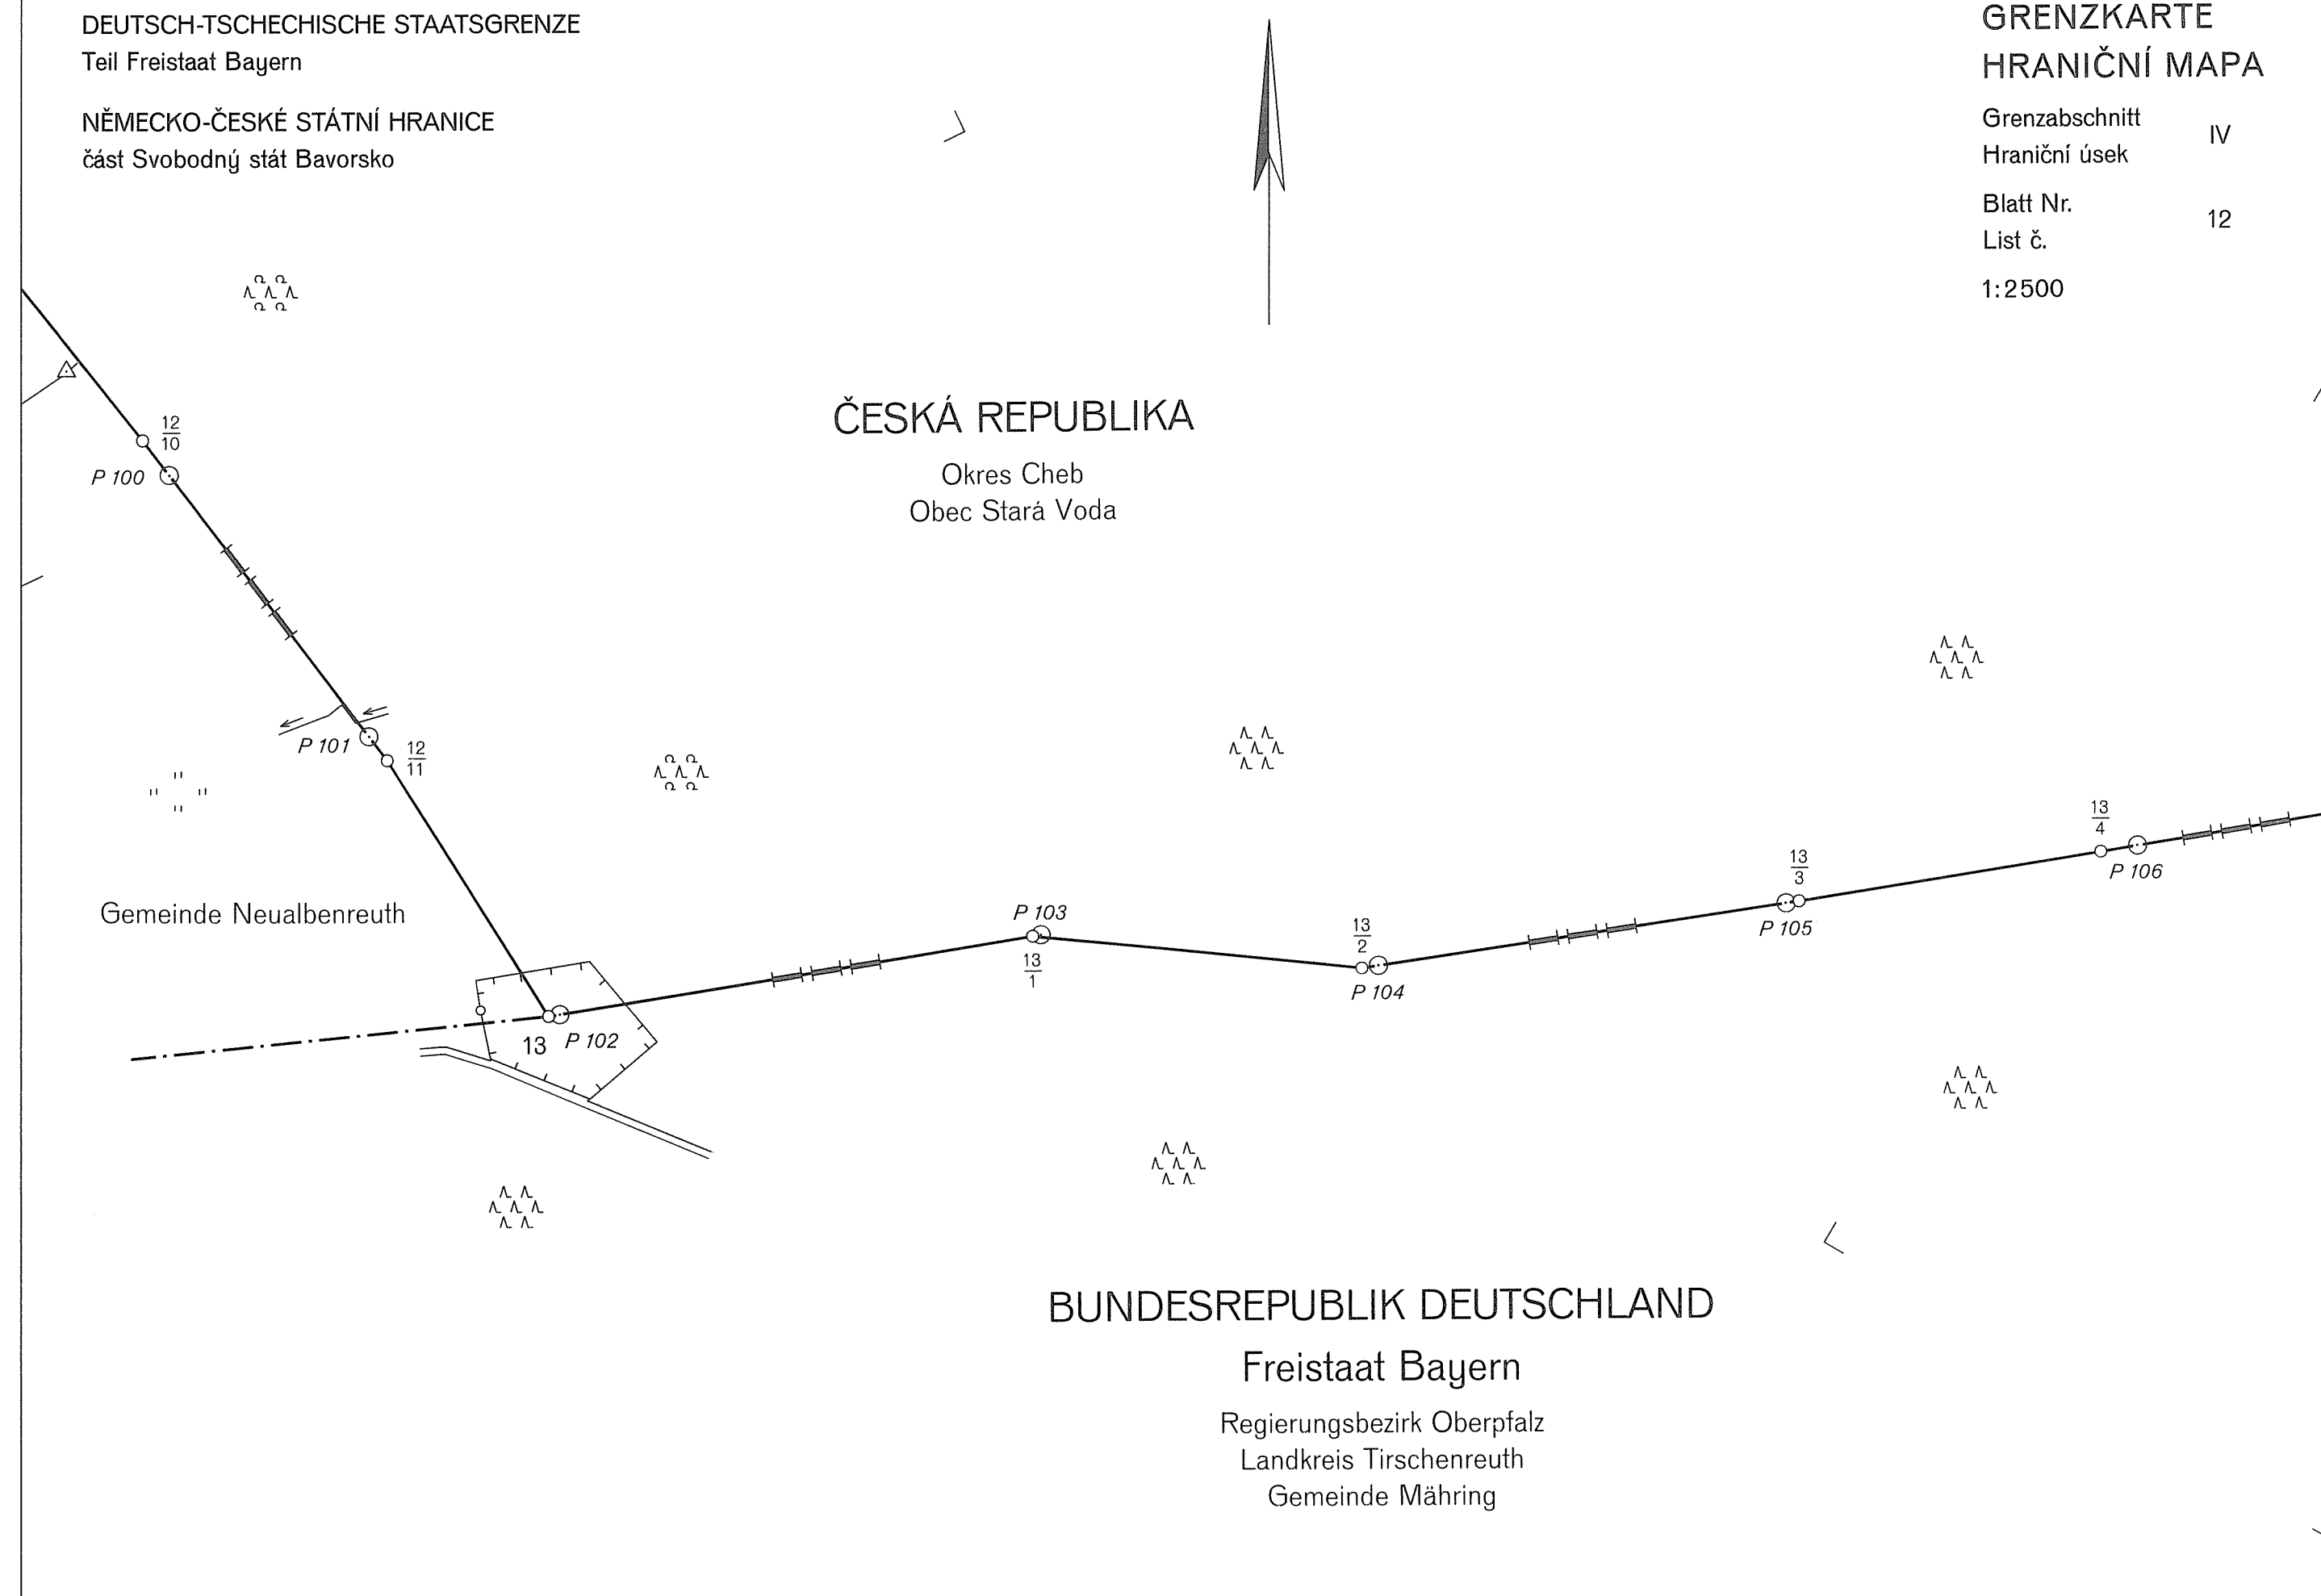 DEUTSCH-TSCHECHISCHE STAATSGRENZE
Teil Freistaat Bayern
NĚMECKO-ČESKÉ STÁTNÍ HRANICE
část Svobodný stát Bavorsko
GRENZKARTE
HRANIČNÍ MAPA
Grenzabschnitt
Hraniční úsek
IV
Blatt Nr.
List č.
12
1:2500
12
10
P 100
ČESKÁ REPUBLIKA
Okres Cheb
Obec Stará Voda
P 101
12
11
Gemeinde Neualbenreuth
13
P 102
P 103
13
1
13
2
P 104
13
3
P 105
13
4
P 106
BUNDESREPUBLIK DEUTSCHLAND
Freistaat Bayern
Regierungsbezirk Oberpfalz
Landkreis Tirschenreuth
Gemeinde Mähring